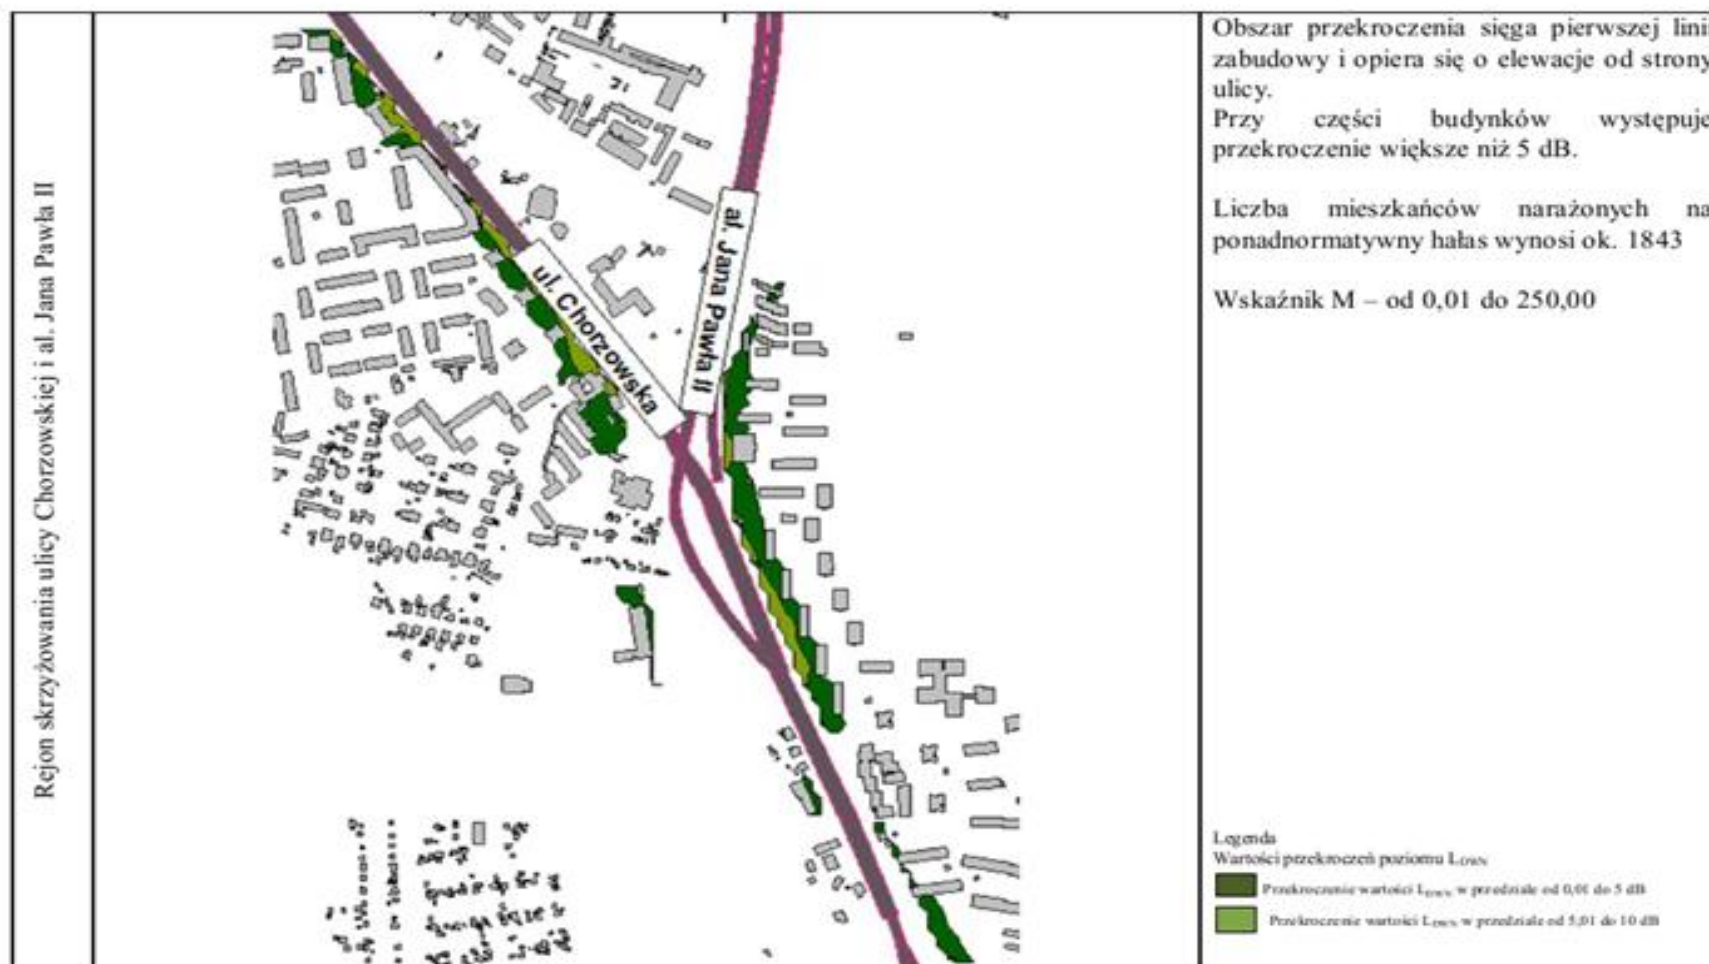 Rejon skrzyżowania ulicy Chorzowskiej i al. Jana Pawła II
al. Jana Pawła II
ul. Chorzowska
Obszar przekroczenia sięga pierwszej linii
zabudowy i opiera się o elewacje od strony
ulicy.
Przy części budynków występuje
przekroczenie większe niż 5 dB.
Liczba mieszkańców narażonych na
ponadnormatywny hałas wynosi ok. 1843
Wskaźnik M – od 0,01 do 250,00
Legenda
Wartości przekroczeń poziomu LDWN
Przekroczenie wartości LDWN w przedziale od 0,01 do 5 dB
Przekroczenie wartości LDWN w przedziale od 5,01 do 10 dB